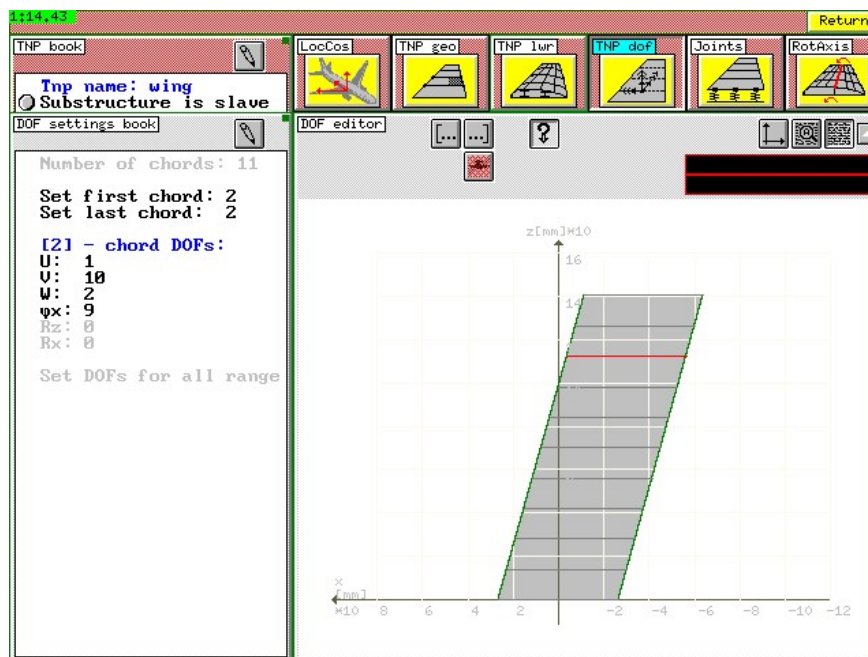 1:14.43
Return
TNP book
Tnp name: wing
Substructure is slave
LocCos
TNP geo
TNP lwr
TNP dof
Joints
RotAxis
DOF settings book
Number of chords: 11
Set first chord: 2
Set last chord: 2
[2] - chord DOFs:
U: 1
V: 10
W: 2
φx: 9
Rz: 0
Rx: 0
Set DOFs for all range
DOF editor
[... ...] ?
z[mm]*10
16
14
x
[mm]
*10 8 6 4 2 -2 -4 -6 -8 -10 -12